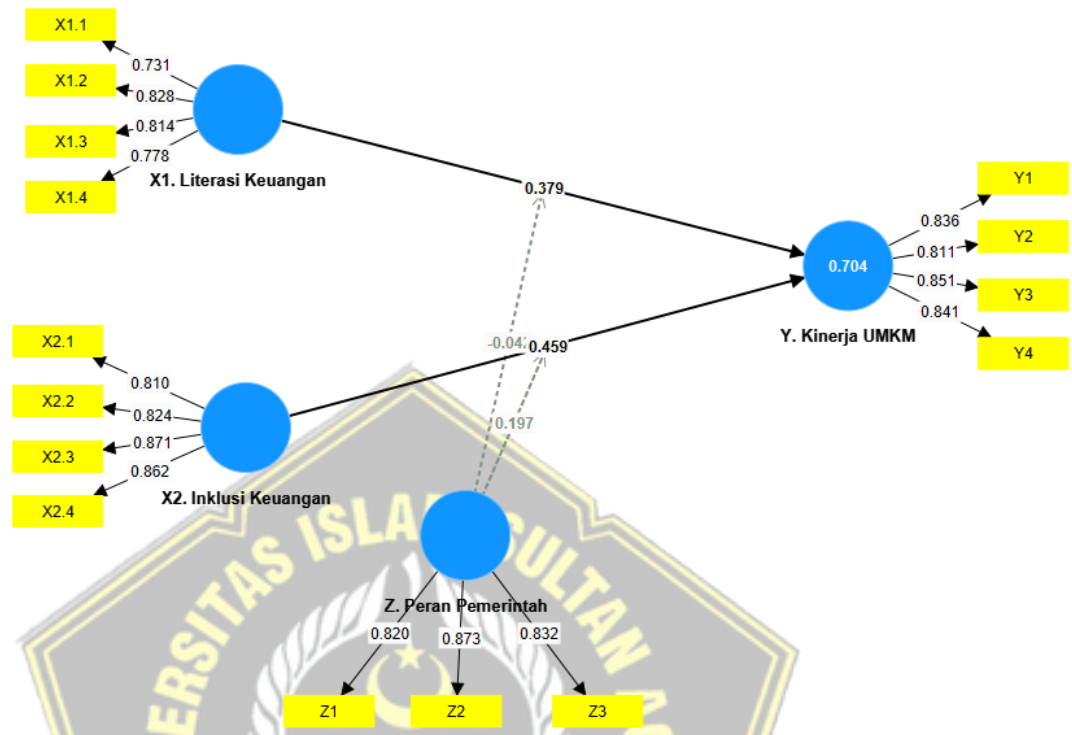 X1.1
0.731
X1.2
0.828
X1.3
0.814
0.778
X1.4
X1. Literasi Keuangan
0.379
Y1
0.836
Y2
0.811
0.704
0.851
Y3
0.841
Y. Kinerja UMKM
Y4
X2.1
0.810
X2.2
0.824
X2.3
0.871
0.862
X2.4
X2. Inklusi Keuangan
0.459
0.197
Z. Peran Pemerintah
0.820
0.873
0.832
Z1
Z2
Z3
ISLA
SUL